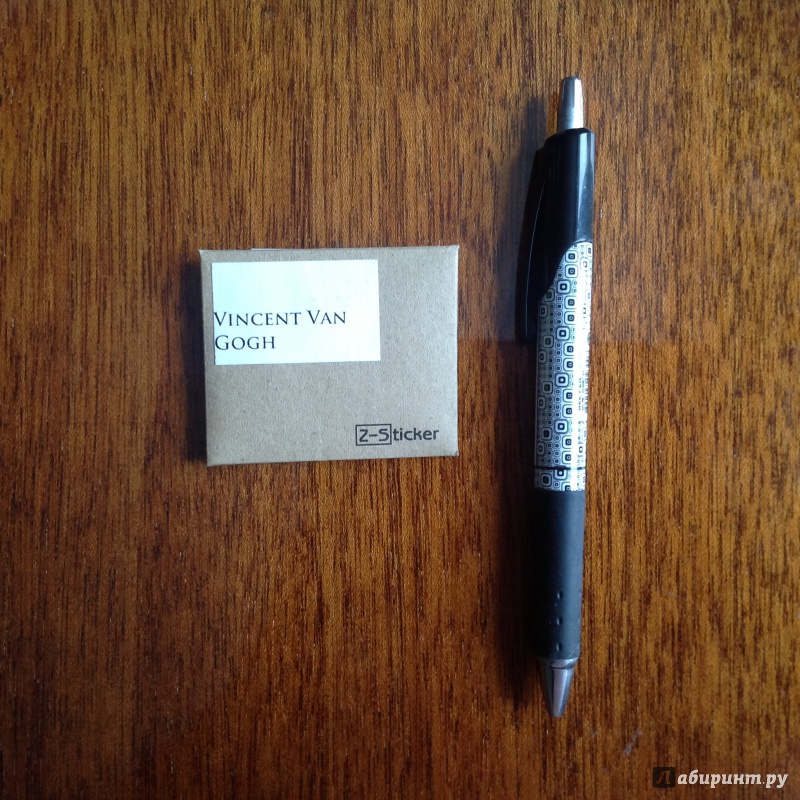 Vincent Van
Gogh
Z-Sticker
Лабиринт.ру